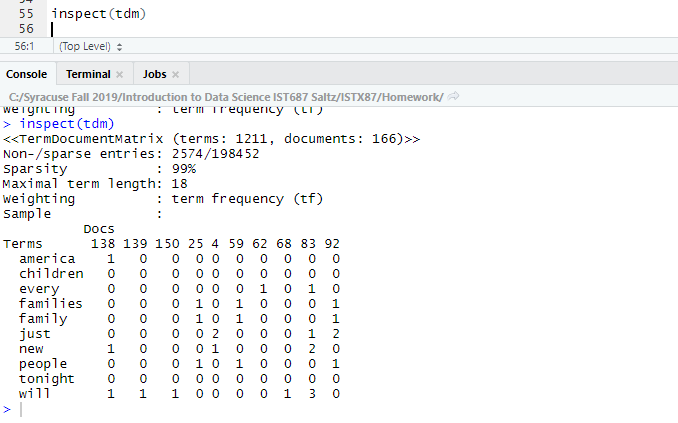 55 inspect(tdm)
56
56:1 (Top Level)
Console Terminal Jobs
C:/Syracuse Fall 2019/Introduction to Data Science IST687 Saltz/ISTX87/Homework/
Weighting : term frequency (tf)
> inspect(tdm)
<<TermDocumentMatrix (terms: 1211, documents: 166)>>
Non-/sparse entries: 2574/198452
Sparsity : 99%
Maximal term length: 18
Weighting : term frequency (tf)
Sample :
Docs
Terms 138 139 150 25 4 59 62 68 83 92
america 1 0 0 0 0 0 0 0 0 0
children 0 0 0 0 0 0 0 0 0 0
every 0 0 0 0 0 0 1 0 1 0
families 0 0 0 1 0 1 0 0 0 1
family 0 0 0 1 0 1 0 0 0 1
just 0 0 0 0 2 0 0 0 1 2
new 1 0 0 0 1 0 0 0 2 0
people 0 0 0 1 0 1 0 0 0 1
tonight 0 0 0 0 0 0 0 0 0 0
will 1 1 1 0 0 0 0 1 3 0
>